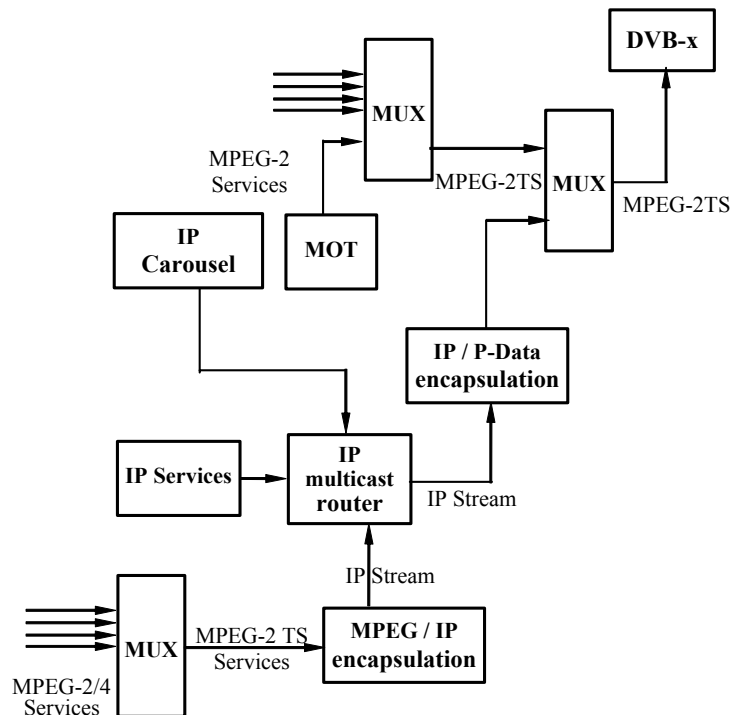 DVB-x
MUX
MPEG-2
Services
MPEG-2TS
MUX
MPEG-2TS
IP
Carousel
MOT
IP / P-Data
encapsulation
IP Services
IP
multicast
router
IP Stream
IP Stream
MUX
MPEG-2 TS
Services
MPEG / IP
encapsulation
MPEG-2/4
Services